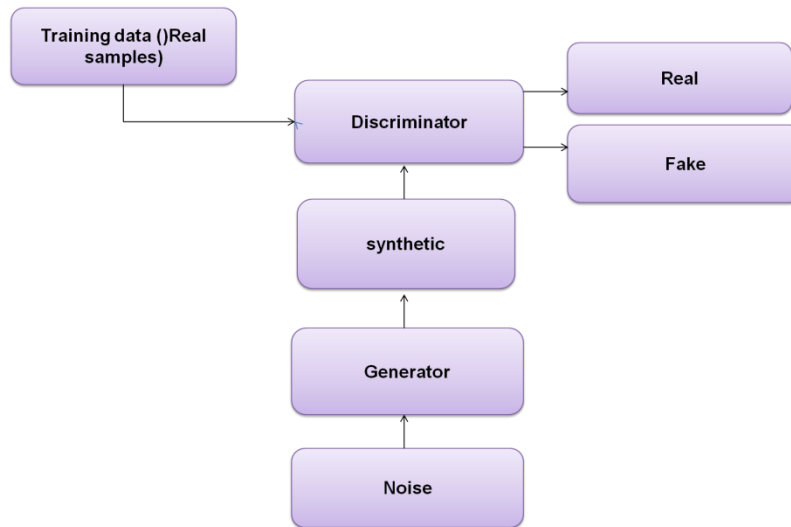 Training data ()Real
samples)
Discriminator
Real
Fake
synthetic
Generator
Noise